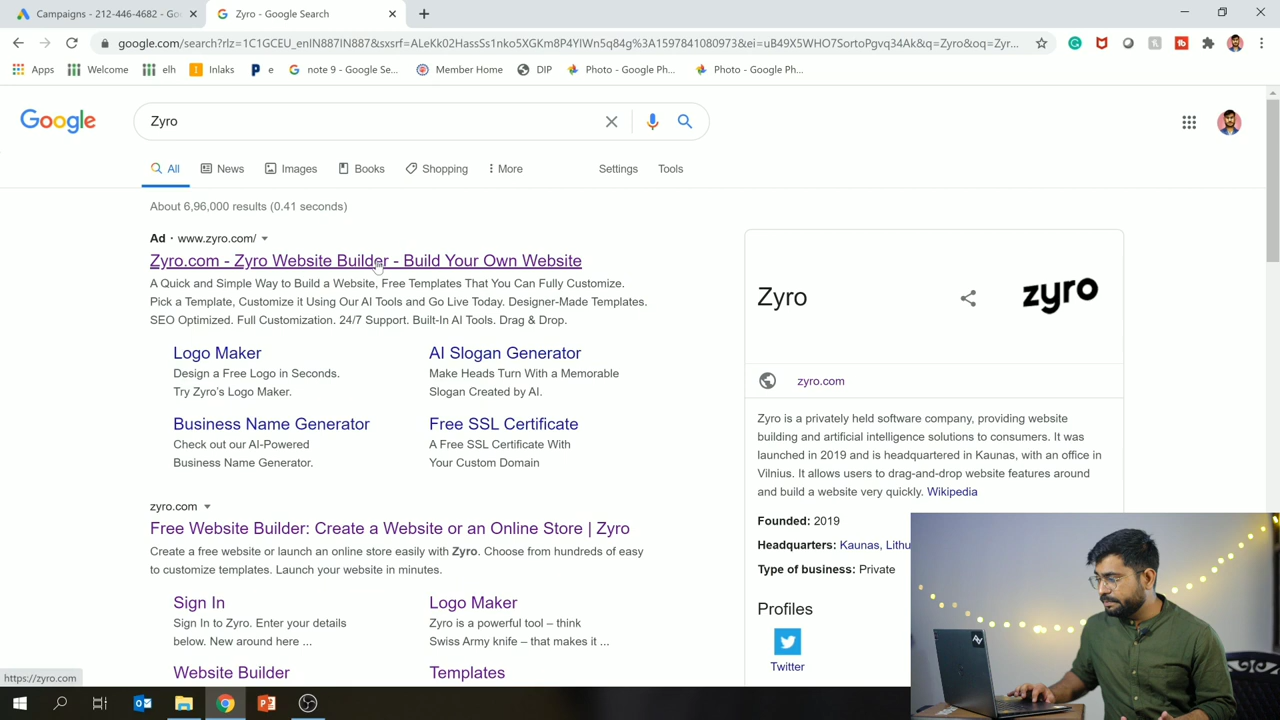 Campaigns - 212-446-4682 - Go
Zyro - Google Search
google.com/search?rlz=1C1GCEU_enIN887IN887&sxsrf=ALeKk02HassSs1nko5XGKm8P4YIWn5q84g%3A1597841080973&ei=uB49X5WHO7SortoPgvq34Ak&q=Zyro&oq=Zyr...
Apps
Welcome
elh
Inlaks
e
note 9 - Google Se...
Member Home
DIP
Photo - Google Ph...
Photo - Google Ph...
Google
Zyro
All
News
Images
Books
Shopping
More
Settings
Tools
About 6,96,000 results (0.41 seconds)
Ad · www.zyro.com/
Zyro.com - Zyro Website Builder - Build Your Own Website
A Quick and Simple Way to Build a Website, Free Templates That You Can Fully Customize.
Pick a Template, Customize it Using Our AI Tools and Go Live Today. Designer-Made Templates.
SEO Optimized. Full Customization. 24/7 Support. Built-In AI Tools. Drag & Drop.
Logo Maker
Design a Free Logo in Seconds.
Try Zyro's Logo Maker.
AI Slogan Generator
Make Heads Turn With a Memorable
Slogan Created by AI.
Business Name Generator
Check out our AI-Powered
Business Name Generator.
Free SSL Certificate
A Free SSL Certificate With
Your Custom Domain
zyro.com
Free Website Builder: Create a Website or an Online Store | Zyro
Create a free website or launch an online store easily with Zyro. Choose from hundreds of easy
to customize templates. Launch your website in minutes.
Sign In
Sign In to Zyro. Enter your details
below. New around here ...
Logo Maker
Zyro is a powerful tool – think
Swiss Army knife – that makes it ...
Website Builder
Templates
https://zyro.com
Zyro
zyro
zyro.com
Zyro is a privately held software company, providing website
building and artificial intelligence solutions to consumers. It was
launched in 2019 and is headquartered in Kaunas, with an office in
Vilnius. It allows users to drag-and-drop website features around
and build a website very quickly. Wikipedia
Founded: 2019
Headquarters: Kaunas, Lithu
Type of business: Private
Profiles
Twitter